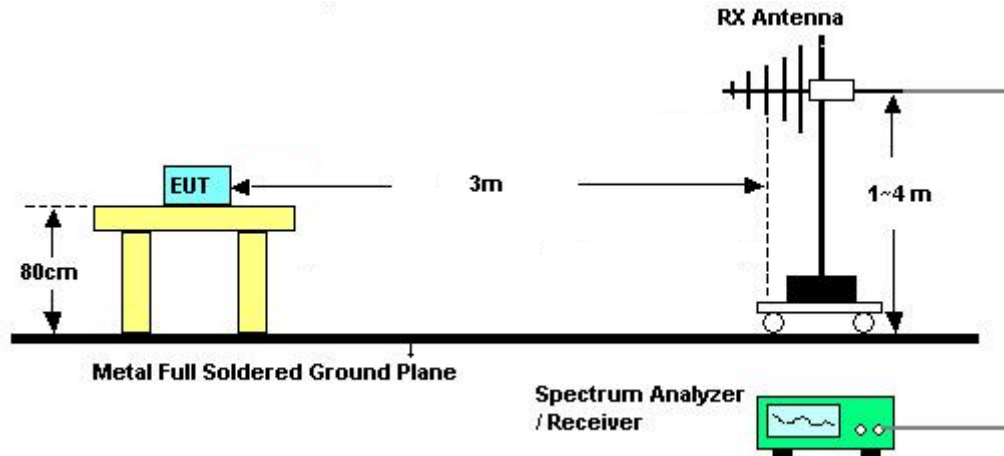 RX Antenna
EUT
3m
1~4 m
80cm
Metal Full Soldered Ground Plane
Spectrum Analyzer
/ Receiver